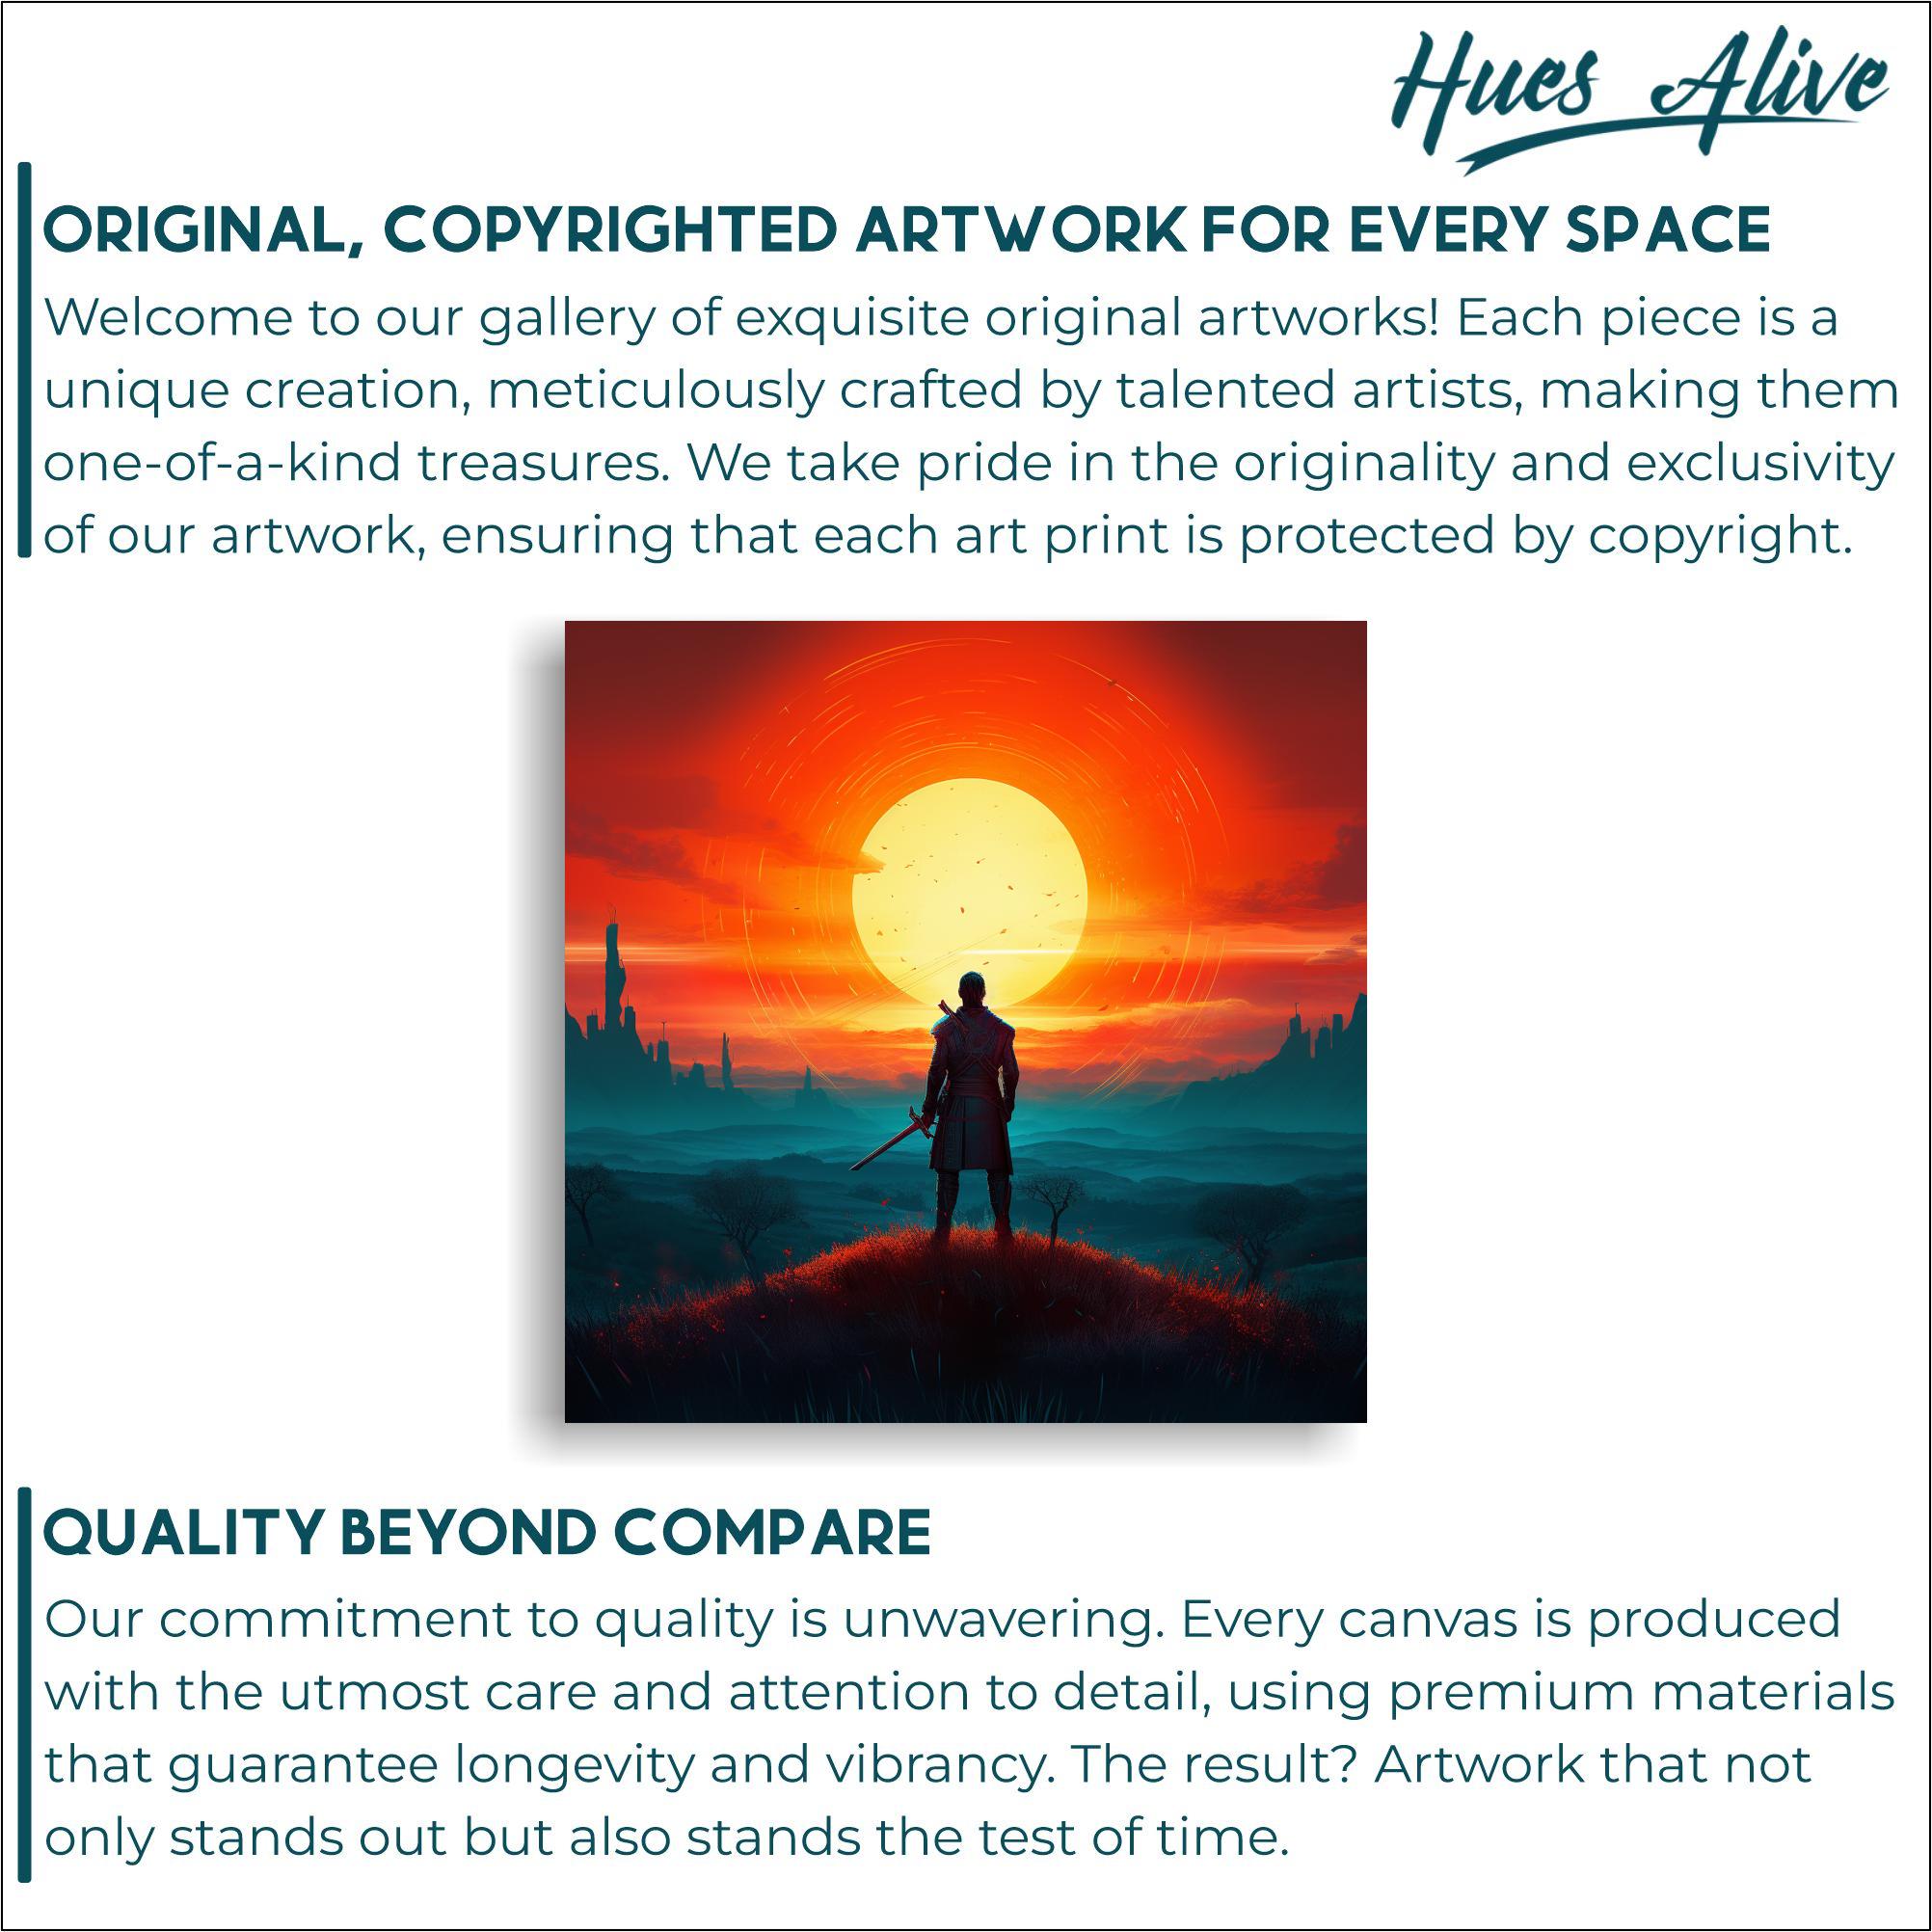 Hues Alive
ORIGINAL, COPYRIGHTED ARTWORK FOR EVERY SPACE
Welcome to our gallery of exquisite original artworks! Each piece is a
unique creation, meticulously crafted by talented artists, making them
one-of-a-kind treasures. We take pride in the originality and exclusivity
of our artwork, ensuring that each art print is protected by copyright.
QUALITY BEYOND COMPARE
Our commitment to quality is unwavering. Every canvas is produced
with the utmost care and attention to detail, using premium materials
that guarantee longevity and vibrancy. The result? Artwork that not
only stands out but also stands the test of time.